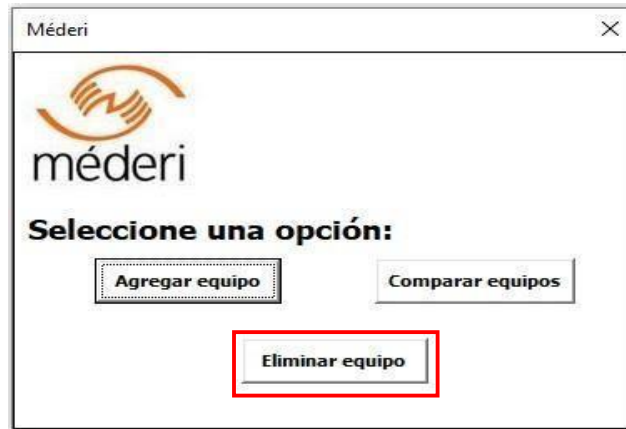 Méderi
méderi
Seleccione una opción:
Agregar equipo
Comparar equipos
Eliminar equipo